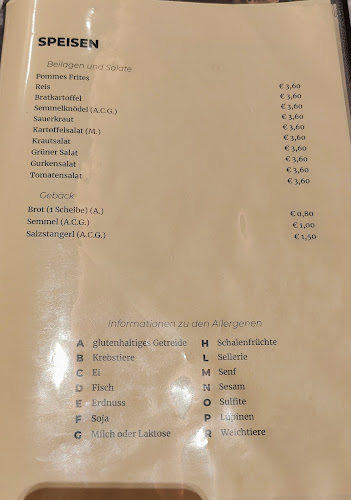 SPEISEN
Beilagen und Salate
Pommes Frites € 3,60
Reis € 3,60
Bratkartoffel € 3,60
Semmelknödel (A.C.G.) € 3,60
Sauerkraut € 3,60
Kartoffelsalat (M.) € 3,60
Krautsalat € 3,60
Grüner Salat € 3,60
Gurkensalat € 3,60
Tomatensalat
Gebäck
Brot (1 Scheibe) (A.) € 0,80
Semmel (A.C.G.) € 1,00
Salzstangerl (A.C.G.) € 1,50
Informationen zu den Allergenen
A glutenhaltiges Getreide H Schalenfrüchte
B Krebstiere L Sellerie
C Ei M Senf
D Fisch N Sesam
E Erdnuss O Sulfite
F Soja P Lupinen
G Milch oder Laktose R Weichtiere